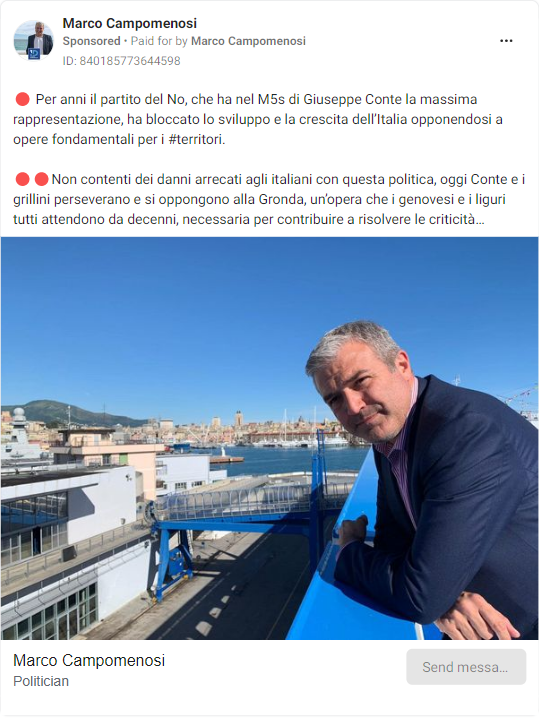 Marco Campomenosi
Sponsored • Paid for by Marco Campomenosi
ID: 840185773644598
Per anni il partito del No, che ha nel M5s di Giuseppe Conte la massima
rappresentazione, ha bloccato lo sviluppo e la crescita dell'Italia opponendosi a
opere fondamentali per i #territori.
Non contenti dei danni arrecati agli italiani con questa politica, oggi Conte e i
grillini perseverano e si oppongono alla Gronda, un'opera che i genovesi e i liguri
tutti attendono da decenni, necessaria per contribuire a risolvere le criticità…
Marco Campomenosi
Politician
Send messa…